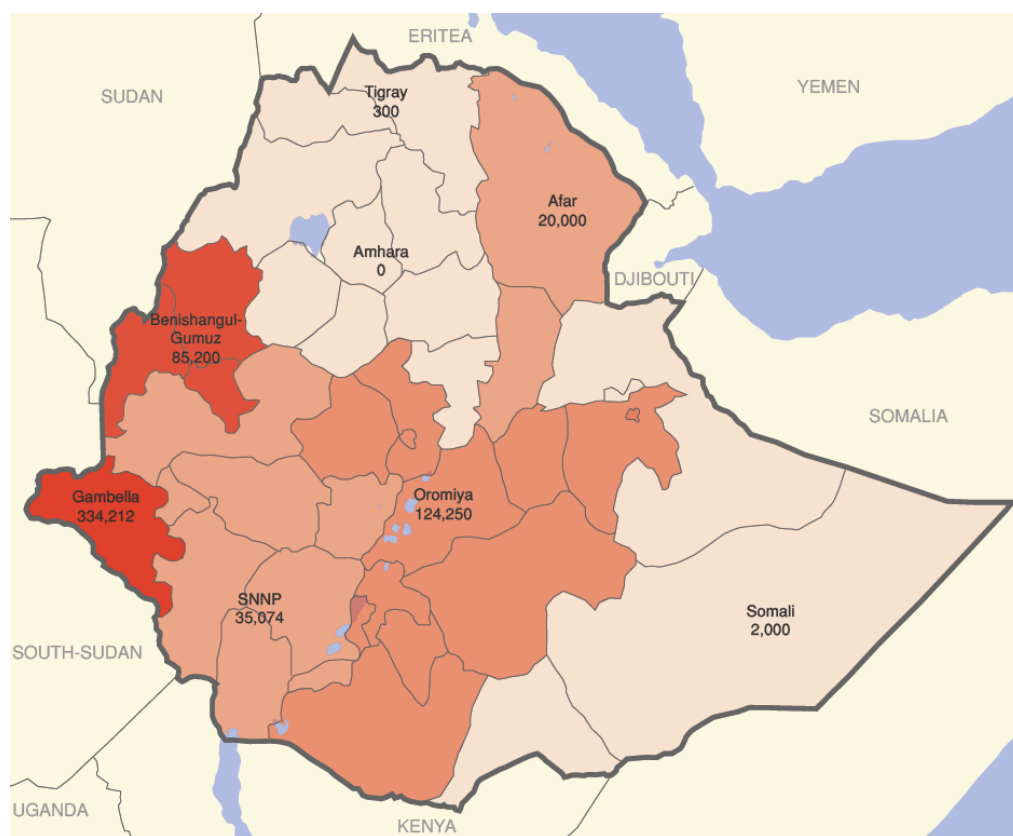 ERITEA
SUDAN
YEMEN
Tigray
300
Afar
20,000
Amhara
0
DJIBOUTI
Benishangul-
Gumuz
85,200
SOMALIA
Gambella
334,212
Oromiya
124,250
SNNP
35,074
Somali
2,000
SOUTH-SUDAN
UGANDA
KENYA